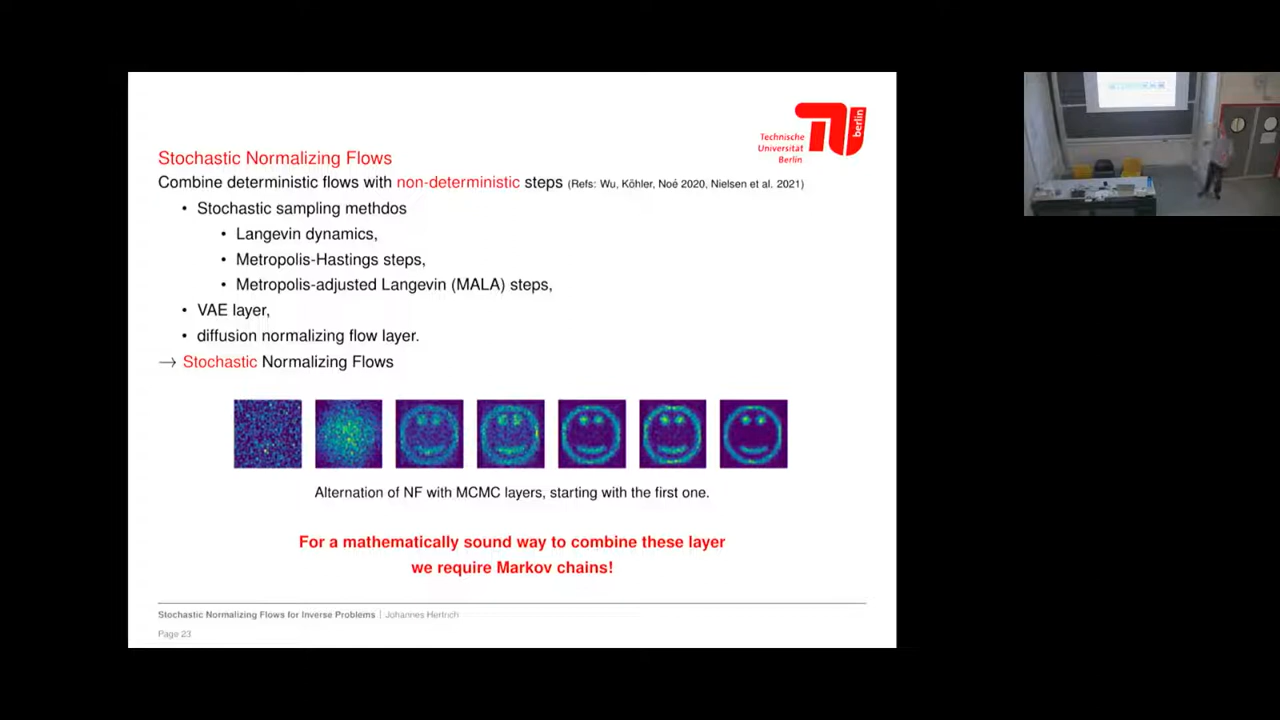 Technische
Universität
Berlin
berlin
Stochastic Normalizing Flows
Combine deterministic flows with non-deterministic steps (Refs: Wu, Köhler, Noé 2020, Nielsen et al. 2021)
• Stochastic sampling methdos
• Langevin dynamics,
• Metropolis-Hastings steps,
• Metropolis-adjusted Langevin (MALA) steps,
• VAE layer,
• diffusion normalizing flow layer.
→ Stochastic Normalizing Flows
Alternation of NF with MCMC layers, starting with the first one.
For a mathematically sound way to combine these layer
we require Markov chains!
Stochastic Normalizing Flows for Inverse Problems | Johannes Hertrich
Page 23